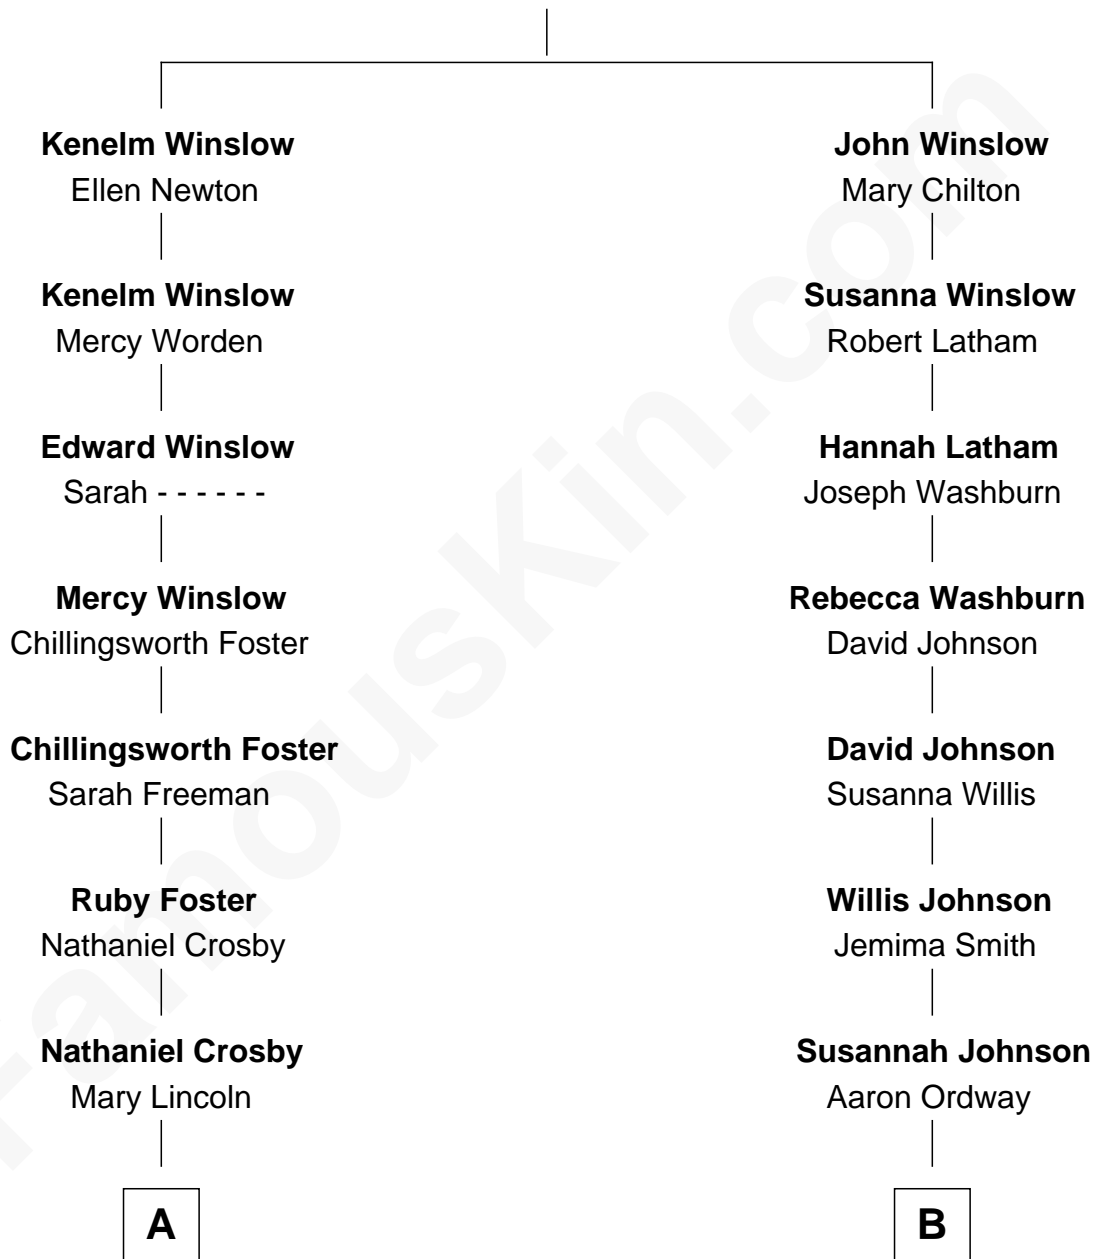 Kenelm Winslow
Ellen Newton
Kenelm Winslow
Mercy Worden
Edward Winslow
Sarah - - - - - -
Mercy Winslow
Chillingsworth Foster
Chillingsworth Foster
Sarah Freeman
Ruby Foster
Nathaniel Crosby
Nathaniel Crosby
Mary Lincoln
A
John Winslow
Mary Chilton
Susanna Winslow
Robert Latham
Hannah Latham
Joseph Washburn
Rebecca Washburn
David Johnson
David Johnson
Susanna Willis
Willis Johnson
Jemima Smith
Susannah Johnson
Aaron Ordway
B
FamousKin.com